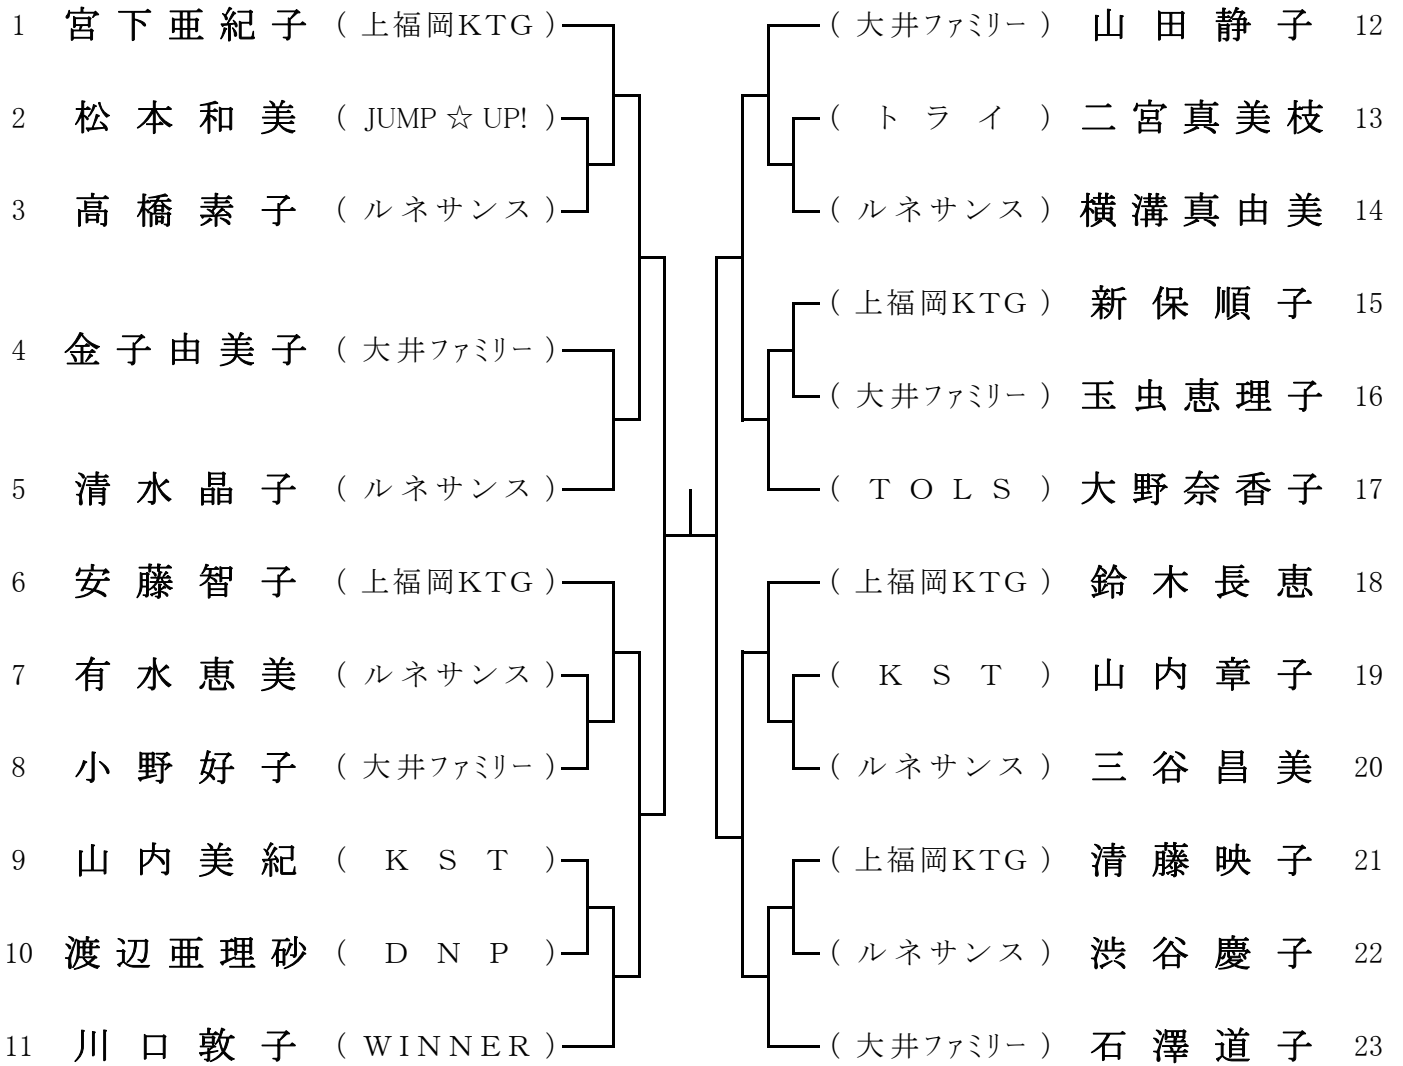 1 宮下亜紀子 (上福岡KTG)
2 松本和美 (JUMP☆UP!)
3 高橋素子 (ルネサンス)
4 金子由美子 (大井ファミリー)
5 清水晶子 (ルネサンス)
6 安藤智子 (上福岡KTG)
7 有水恵美 (ルネサンス)
8 小野好子 (大井ファミリー)
9 山内美紀 (KST)
10 渡辺亜理砂 (DNP)
11 川口敦子 (WINNER)
(大井ファミリー) 山田静子 12
(トライ) 二宮真美枝 13
(ルネサンス) 横溝真由美 14
(上福岡KTG) 新保順子 15
(大井ファミリー) 玉虫恵理子 16
(TOLS) 大野奈香子 17
(上福岡KTG) 鈴木長恵 18
(KST) 山内章子 19
(ルネサンス) 三谷昌美 20
(上福岡KTG) 清藤映子 21
(ルネサンス) 渋谷慶子 22
(大井ファミリー) 石澤道子 23